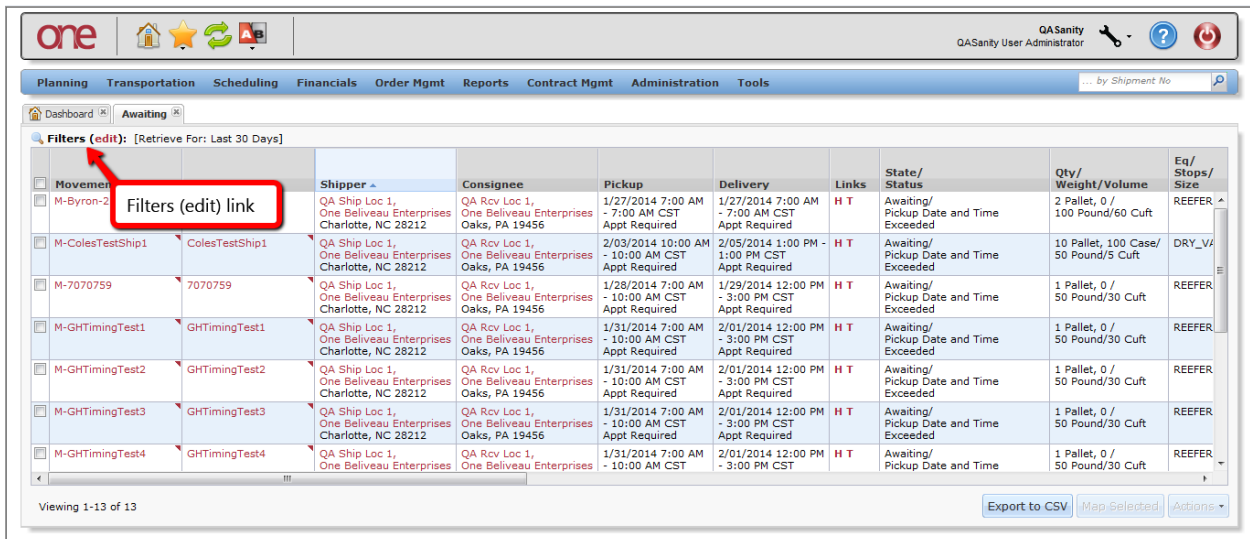 one
QASanity
QASanity User Administrator
Planning Transportation Scheduling Financials Order Mgmt Reports Contract Mgmt Administration Tools
... by Shipment No
Dashboard Awaiting
Filters (edit): [Retrieve For: Last 30 Days]
Filters (edit) link
State/ Qty/ Eq/ Stops/
Movemen Shipper Consignee Pickup Delivery Links Status Weight/Volume Size
M-Byron-2 QA Ship Loc 1, QA Rcv Loc 1, 1/27/2014 7:00 AM 1/27/2014 7:00 AM H T Awaiting/ 2 Pallet, 0 / REEFER
One Beliveau Enterprises One Beliveau Enterprises - 7:00 AM CST - 7:00 AM CST Pickup Date and Time 100 Pound/60 Cuft
Charlotte, NC 28212 Oaks, PA 19456 Appt Required Appt Required Exceeded
M-ColesTestShip1 ColesTestShip1 QA Ship Loc 1, QA Rcv Loc 1, 2/03/2014 10:00 AM 2/05/2014 1:00 PM - H T Awaiting/ 10 Pallet, 100 Case/ DRY_VA
One Beliveau Enterprises One Beliveau Enterprises - 10:00 AM CST 1:00 PM CST Pickup Date and Time 50 Pound/5 Cuft
Charlotte, NC 28212 Oaks, PA 19456 Appt Required Appt Required Exceeded
M-7070759 7070759 QA Ship Loc 1, QA Rcv Loc 1, 1/28/2014 7:00 AM 1/29/2014 12:00 PM H T Awaiting/ 1 Pallet, 0 / REEFER
One Beliveau Enterprises One Beliveau Enterprises - 10:00 AM CST - 3:00 PM CST Pickup Date and Time 50 Pound/30 Cuft
Charlotte, NC 28212 Oaks, PA 19456 Appt Required Appt Required Exceeded
M-GHTimingTest1 GHTimingTest1 QA Ship Loc 1, QA Rcv Loc 1, 1/31/2014 7:00 AM 2/01/2014 12:00 PM H T Awaiting/ 1 Pallet, 0 / REEFER
One Beliveau Enterprises One Beliveau Enterprises - 10:00 AM CST - 3:00 PM CST Pickup Date and Time 50 Pound/30 Cuft
Charlotte, NC 28212 Oaks, PA 19456 Appt Required Appt Required Exceeded
M-GHTimingTest2 GHTimingTest2 QA Ship Loc 1, QA Rcv Loc 1, 1/31/2014 7:00 AM 2/01/2014 12:00 PM H T Awaiting/ 1 Pallet, 0 / REEFER
One Beliveau Enterprises One Beliveau Enterprises - 10:00 AM CST - 3:00 PM CST Pickup Date and Time 50 Pound/30 Cuft
Charlotte, NC 28212 Oaks, PA 19456 Appt Required Appt Required Exceeded
M-GHTimingTest3 GHTimingTest3 QA Ship Loc 1, QA Rcv Loc 1, 1/31/2014 7:00 AM 2/01/2014 12:00 PM H T Awaiting/ 1 Pallet, 0 / REEFER
One Beliveau Enterprises One Beliveau Enterprises - 10:00 AM CST - 3:00 PM CST Pickup Date and Time 50 Pound/30 Cuft
Charlotte, NC 28212 Oaks, PA 19456 Appt Required Appt Required Exceeded
M-GHTimingTest4 GHTimingTest4 QA Ship Loc 1, QA Rcv Loc 1, 1/31/2014 7:00 AM 2/01/2014 12:00 PM H T Awaiting/ 1 Pallet, 0 / REEFER
One Beliveau Enterprises One Beliveau Enterprises - 10:00 AM CST - 3:00 PM CST Pickup Date and Time 50 Pound/30 Cuft
Viewing 1-13 of 13 Export to CSV Map Selected Actions